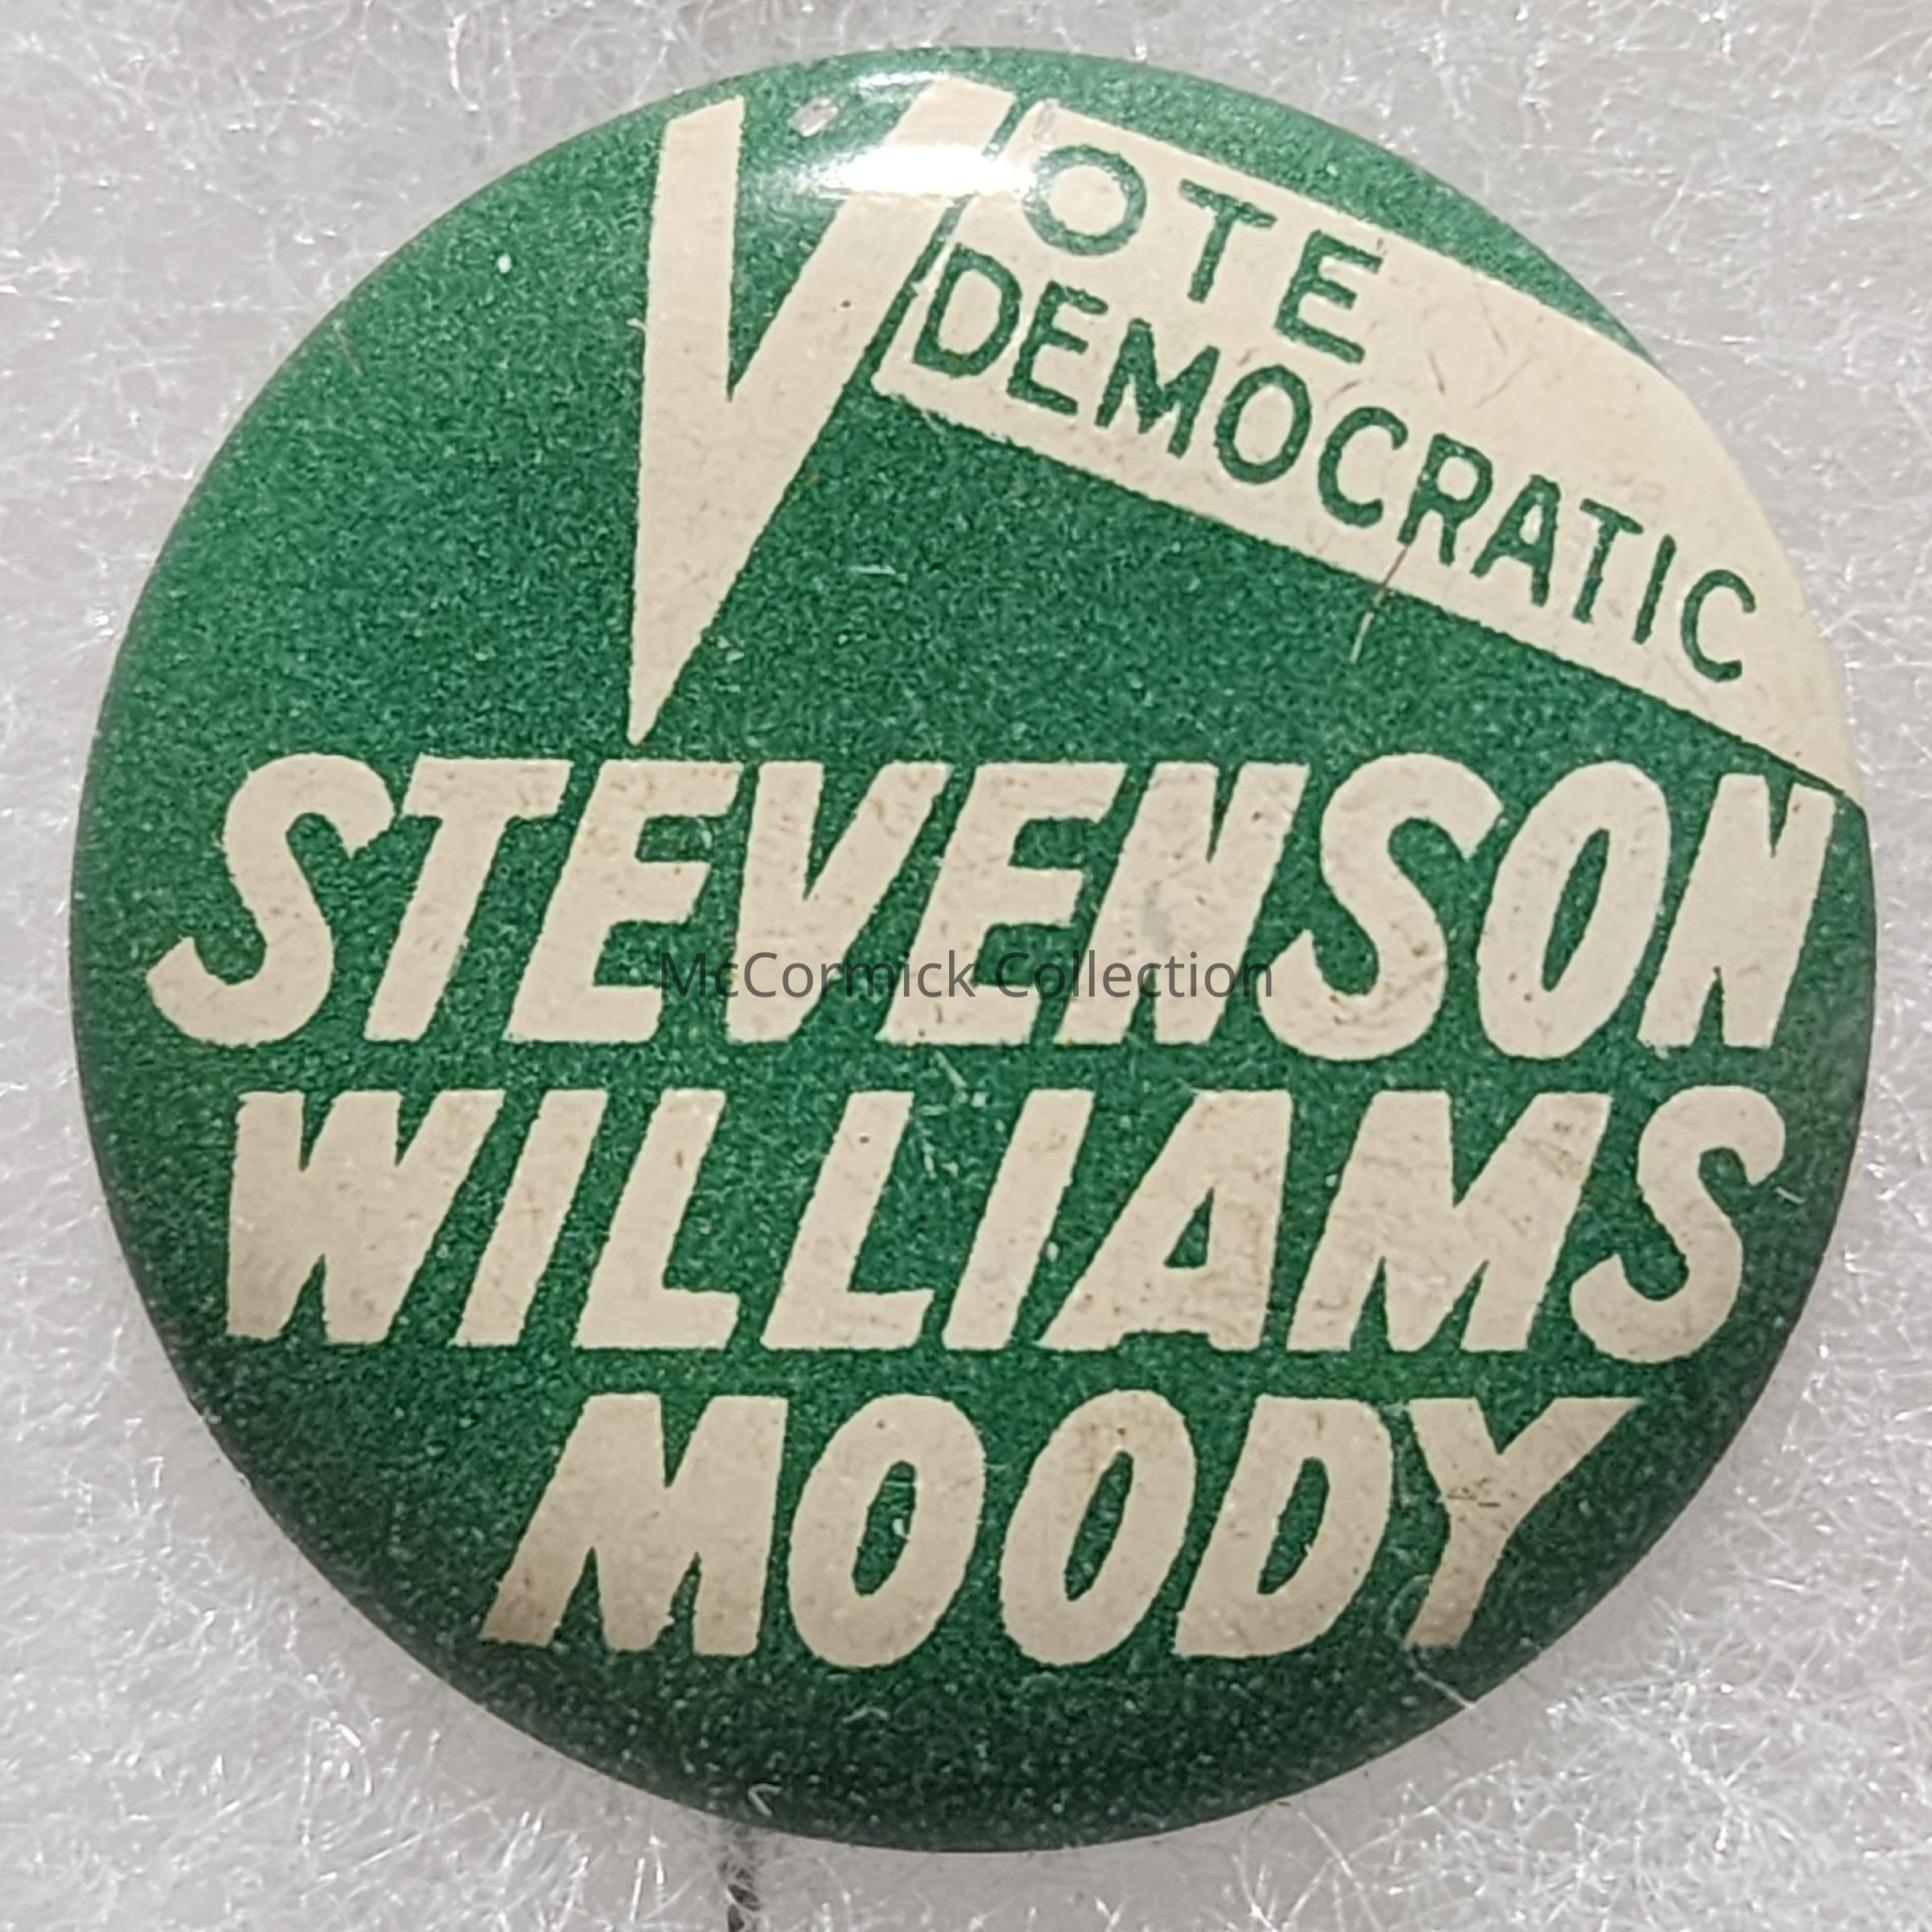 VOTE
DEMOCRATIC
STEVENSON
McCormick Collection
WILLIAMS
MOODY